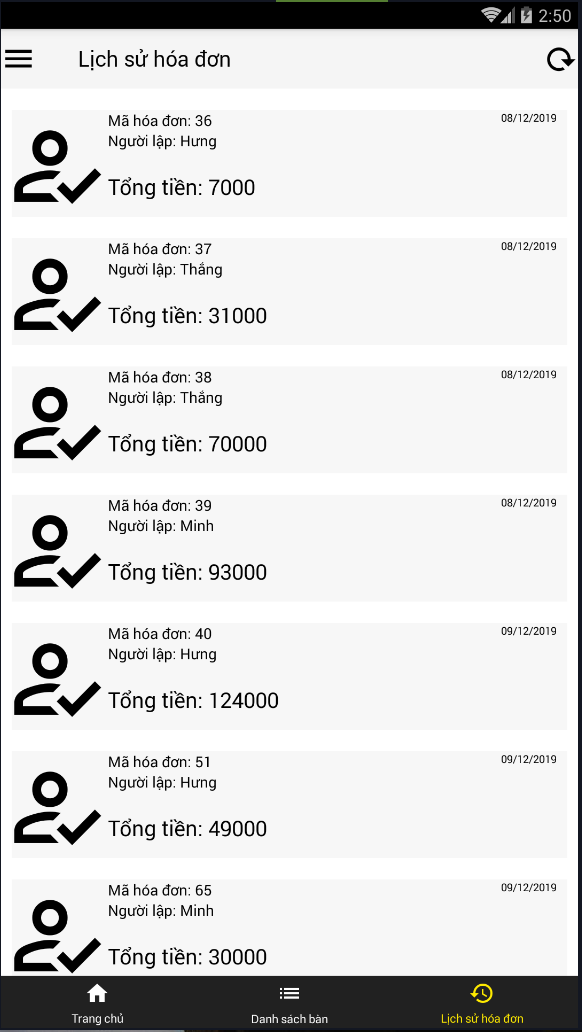 2:50
Lịch sử hóa đơn
Mã hóa đơn: 36
08/12/2019
Người lập: Hưng
Tổng tiền: 7000
Mã hóa đơn: 37
08/12/2019
Người lập: Thắng
Tổng tiền: 31000
Mã hóa đơn: 38
08/12/2019
Người lập: Thắng
Tổng tiền: 70000
Mã hóa đơn: 39
08/12/2019
Người lập: Minh
Tổng tiền: 93000
Mã hóa đơn: 40
09/12/2019
Người lập: Hưng
Tổng tiền: 124000
Mã hóa đơn: 51
09/12/2019
Người lập: Hưng
Tổng tiền: 49000
Mã hóa đơn: 65
09/12/2019
Người lập: Minh
Tổng tiền: 30000
Trang chủ
Danh sách bàn
Lịch sử hóa đơn